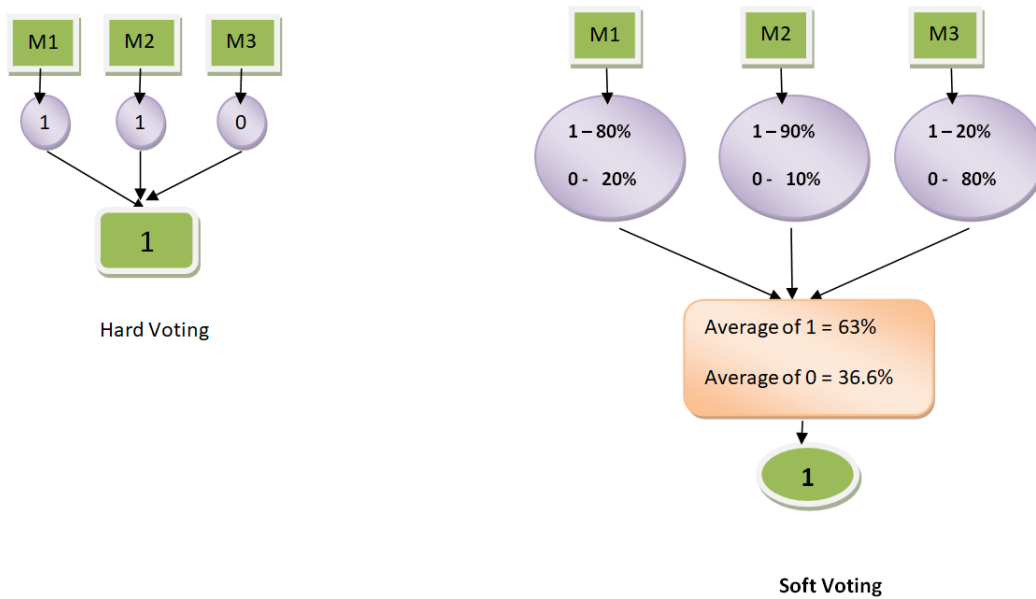 M1 M2 M3
1 1 0
1
Hard Voting
M1 M2 M3
1 – 80% 1 – 90% 1 – 20%
0 - 20% 0 - 10% 0 - 80%
Average of 1 = 63%
Average of 0 = 36.6%
1
Soft Voting